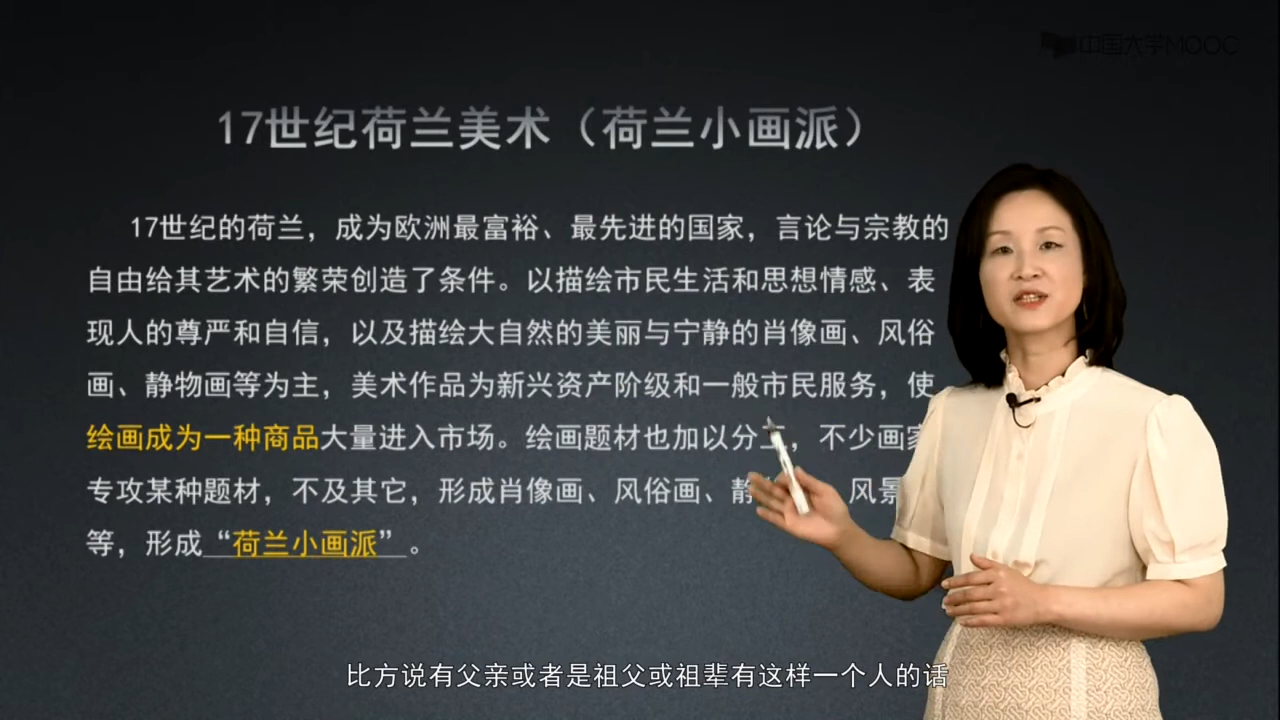 中国大学MOOC
17世纪荷兰美术（荷兰小画派）
17世纪的荷兰，成为欧洲最富裕、最先进的国家，言论与宗教的
自由给其艺术的繁荣创造了条件。以描绘市民生活和思想情感、表
现人的尊严和自信，以及描绘大自然的美丽与宁静的肖像画、风俗
画、静物画等为主，美术作品为新兴资产阶级和一般市民服务，使
绘画成为一种商品大量进入市场。绘画题材也加以分工，不少画家
专攻某种题材，不及其它，形成肖像画、风俗画、静 风景
等，形成“荷兰小画派”。
比方说有父亲或者是祖父或祖辈有这样一个人的话